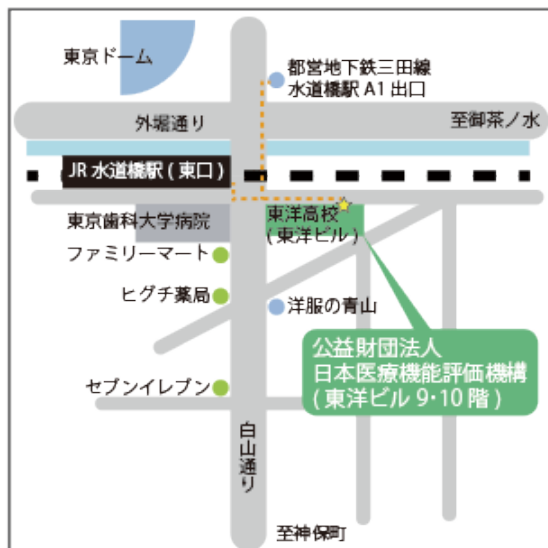 東京ドーム
都営地下鉄三田線
水道橋駅 A1 出口
外堀通り
至御茶ノ水
JR 水道橋駅 ( 東口 )
東京歯科大学病院
東洋高校
( 東洋ビル )
ファミリーマート
ヒグチ薬局
洋服の青山
公益財団法人
日本医療機能評価機構
( 東洋ビル 9・10 階 )
セブンイレブン
白山通り
至神保町